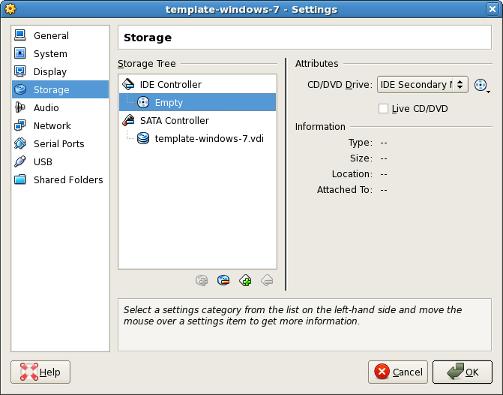 template-windows-7 - Settings
General
System
Display
Storage
Audio
Network
Serial Ports
USB
Shared Folders
Storage
Storage Tree
IDE Controller
Empty
SATA Controller
template-windows-7.vdi
Attributes
CD/DVD Drive: IDE Secondary
Live CD/DVD
Information
Type: --
Size: --
Location: --
Attached To: --
Select a settings category from the list on the left-hand side and move the
mouse over a settings item to get more information.
Help
Cancel
OK